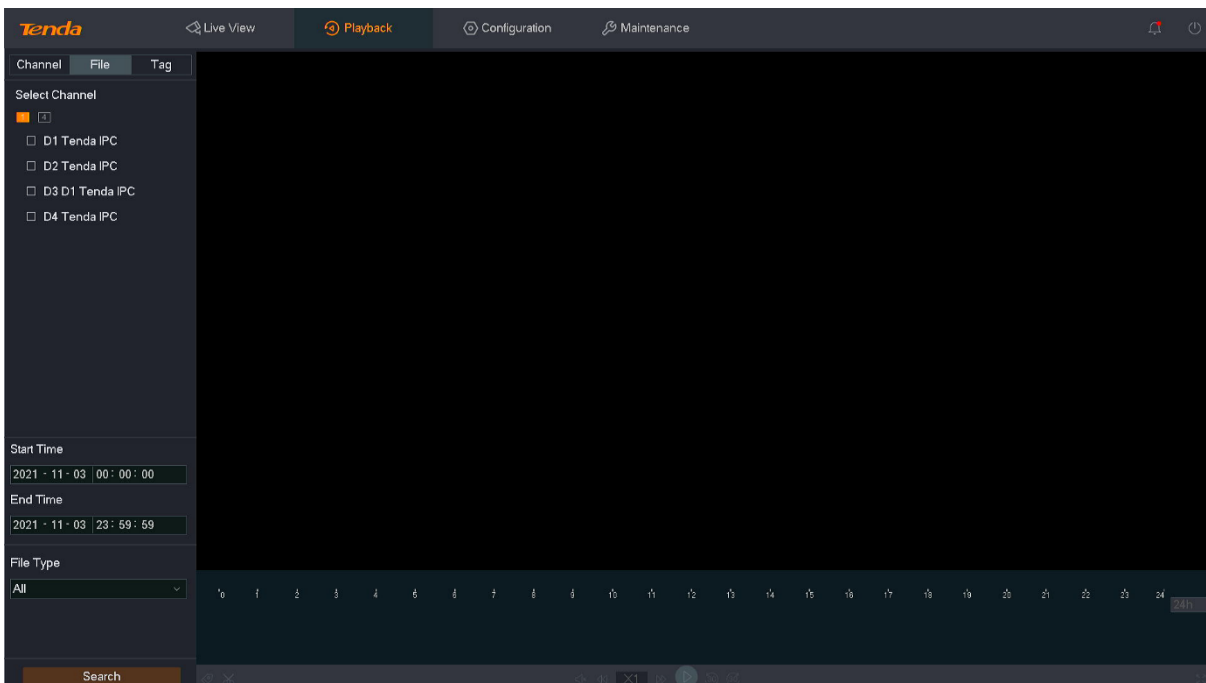 Tenda Live View Playback Configuration Maintenance
Channel File Tag
Select Channel
1 4
D1 Tenda IPC
D2 Tenda IPC
D3 D1 Tenda IPC
D4 Tenda IPC
Start Time
2021 - 11 - 03 00 : 00 : 00
End Time
2021 - 11 - 03 23 : 59 : 59
File Type
All
0 1 2 3 4 5 6 7 8 9 10 11 12 13 14 15 16 17 18 19 20 21 22 23 24
24h
Search
X1